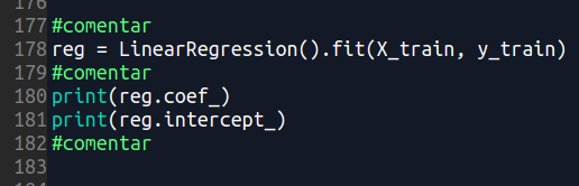 176
177 #comentar
178 reg = LinearRegression().fit(X_train, y_train)
179 #comentar
180 print(reg.coef_)
181 print(reg.intercept_)
182 #comentar
183